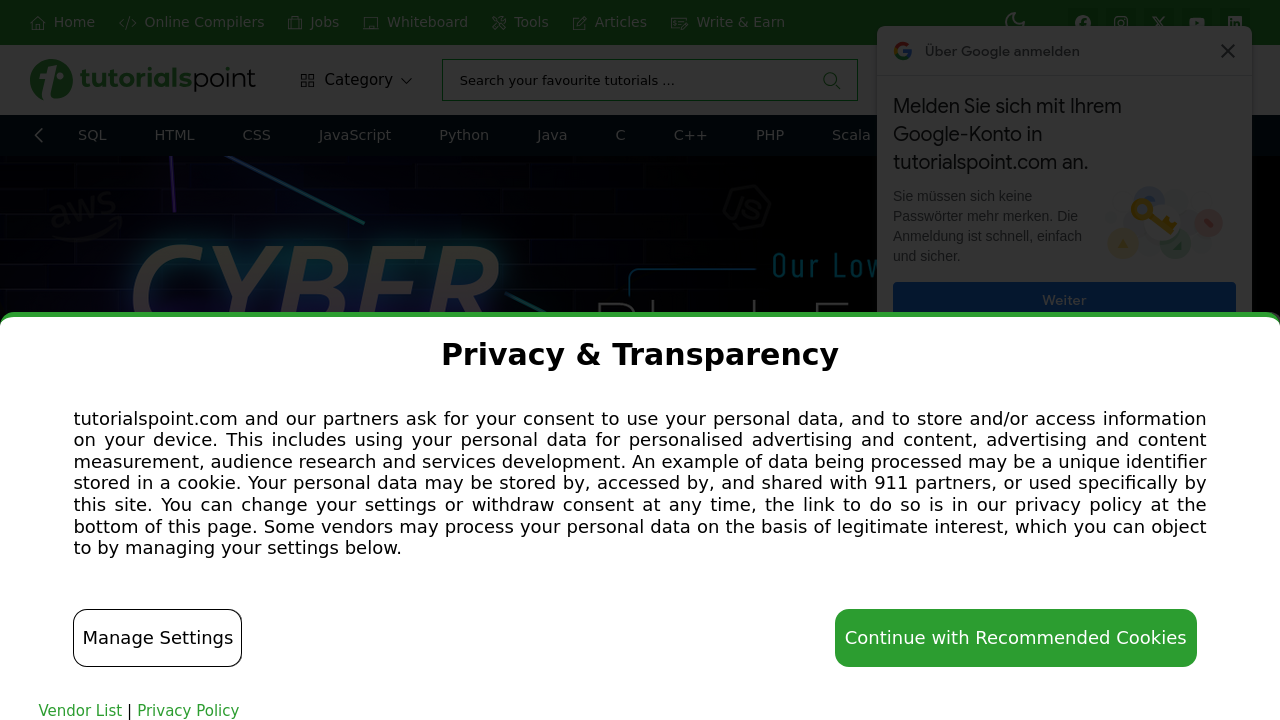 Home Online Compilers Jobs Whiteboard Tools Articles Write & Earn
tutorialspoint Category Search your favourite tutorials ...
SQL HTML CSS JavaScript Python Java C C++ PHP Scala
aws
CYBER
Our Low
Über Google anmelden
Melden Sie sich mit Ihrem
Google-Konto in
tutorialspoint.com an.
Sie müssen sich keine
Passwörter mehr merken. Die
Anmeldung ist schnell, einfach
und sicher.
Weiter
Privacy & Transparency
tutorialspoint.com and our partners ask for your consent to use your personal data, and to store and/or access information
on your device. This includes using your personal data for personalised advertising and content, advertising and content
measurement, audience research and services development. An example of data being processed may be a unique identifier
stored in a cookie. Your personal data may be stored by, accessed by, and shared with 911 partners, or used specifically by
this site. You can change your settings or withdraw consent at any time, the link to do so is in our privacy policy at the
bottom of this page. Some vendors may process your personal data on the basis of legitimate interest, which you can object
to by managing your settings below.
Manage Settings
Continue with Recommended Cookies
Vendor List | Privacy Policy